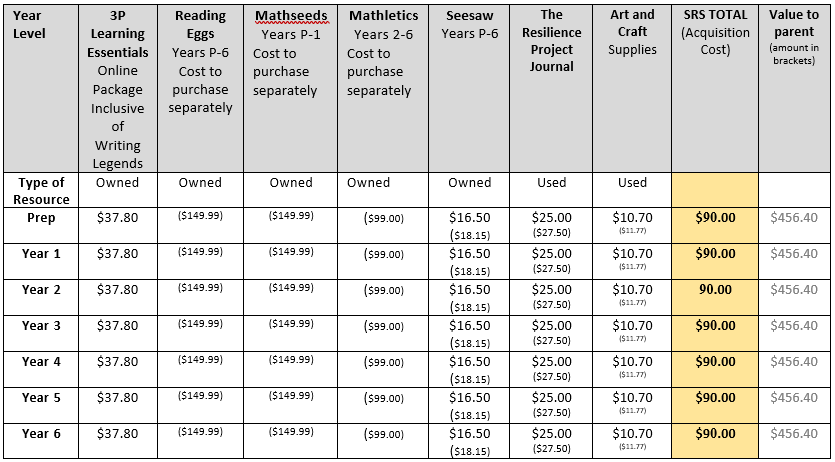 Year Level
3P Learning Essentials Online Package Inclusive of Writing Legends
Reading Eggs Years P-6 Cost to purchase separately
Mathseeds Years P-1 Cost to purchase separately
Mathletics Years 2-6 Cost to purchase separately
Seesaw Years P-6
The Resilience Project Journal
Art and Craft Supplies
SRS TOTAL (Acquisition Cost)
Value to parent (amount in brackets)
Type of Resource Owned Owned Owned Owned Owned Used Used
Prep $37.80 ($149.99) ($149.99) ($99.00) $16.50 ($18.15) $25.00 ($27.50) $10.70 ($11.77) $90.00 $456.40
Year 1 $37.80 ($149.99) ($149.99) ($99.00) $16.50 ($18.15) $25.00 ($27.50) $10.70 ($11.77) $90.00 $456.40
Year 2 $37.80 ($149.99) ($149.99) ($99.00) $16.50 ($18.15) $25.00 ($27.50) $10.70 ($11.77) 90.00 $456.40
Year 3 $37.80 ($149.99) ($149.99) ($99.00) $16.50 ($18.15) $25.00 ($27.50) $10.70 ($11.77) $90.00 $456.40
Year 4 $37.80 ($149.99) ($149.99) ($99.00) $16.50 ($18.15) $25.00 ($27.50) $10.70 ($11.77) $90.00 $456.40
Year 5 $37.80 ($149.99) ($149.99) ($99.00) $16.50 ($18.15) $25.00 ($27.50) $10.70 ($11.77) $90.00 $456.40
Year 6 $37.80 ($149.99) ($149.99) ($99.00) $16.50 ($18.15) $25.00 ($27.50) $10.70 ($11.77) $90.00 $456.40